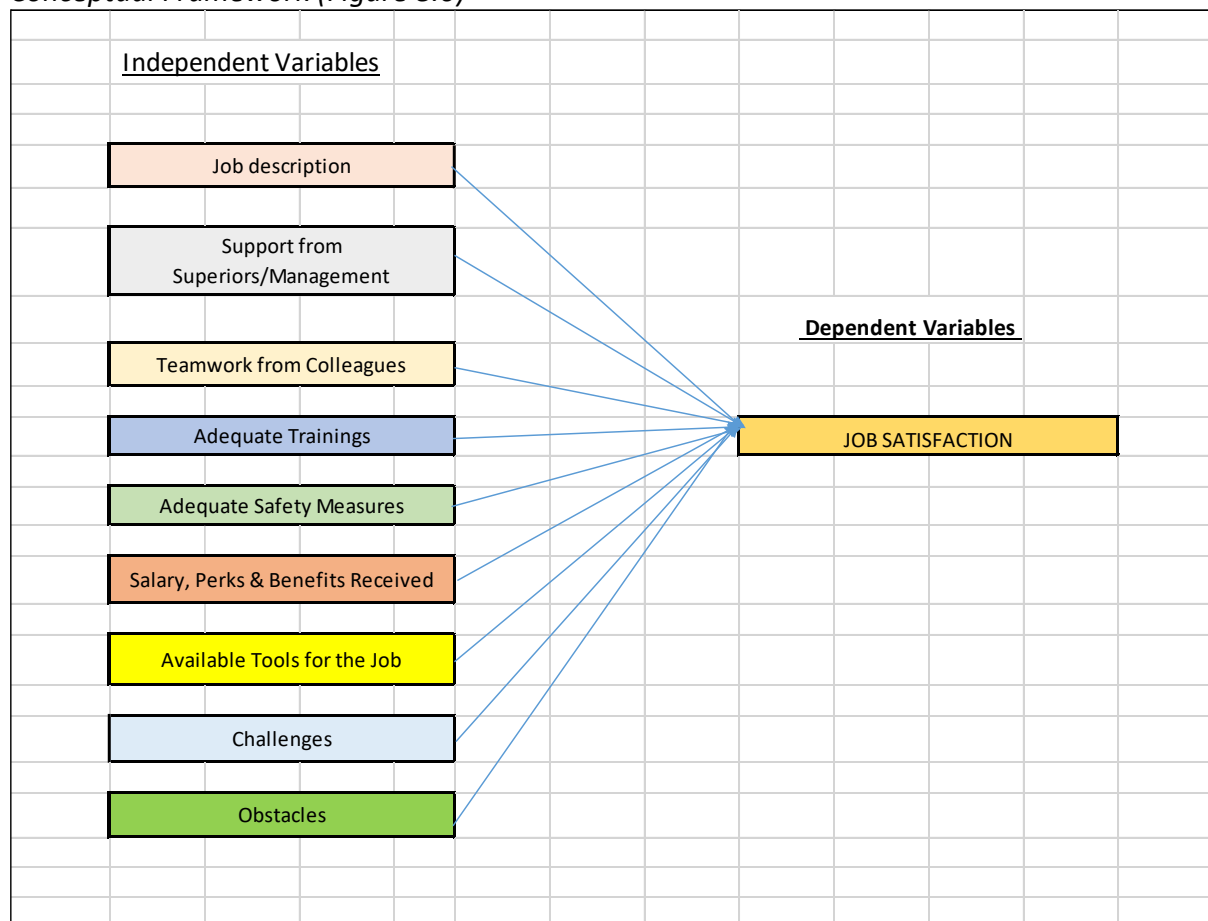 Independent Variables
Job description
Support from
Superiors/Management
Dependent Variables
Teamwork from Colleagues
Adequate Trainings
JOB SATISFACTION
Adequate Safety Measures
Salary, Perks & Benefits Received
Available Tools for the Job
Challenges
Obstacles